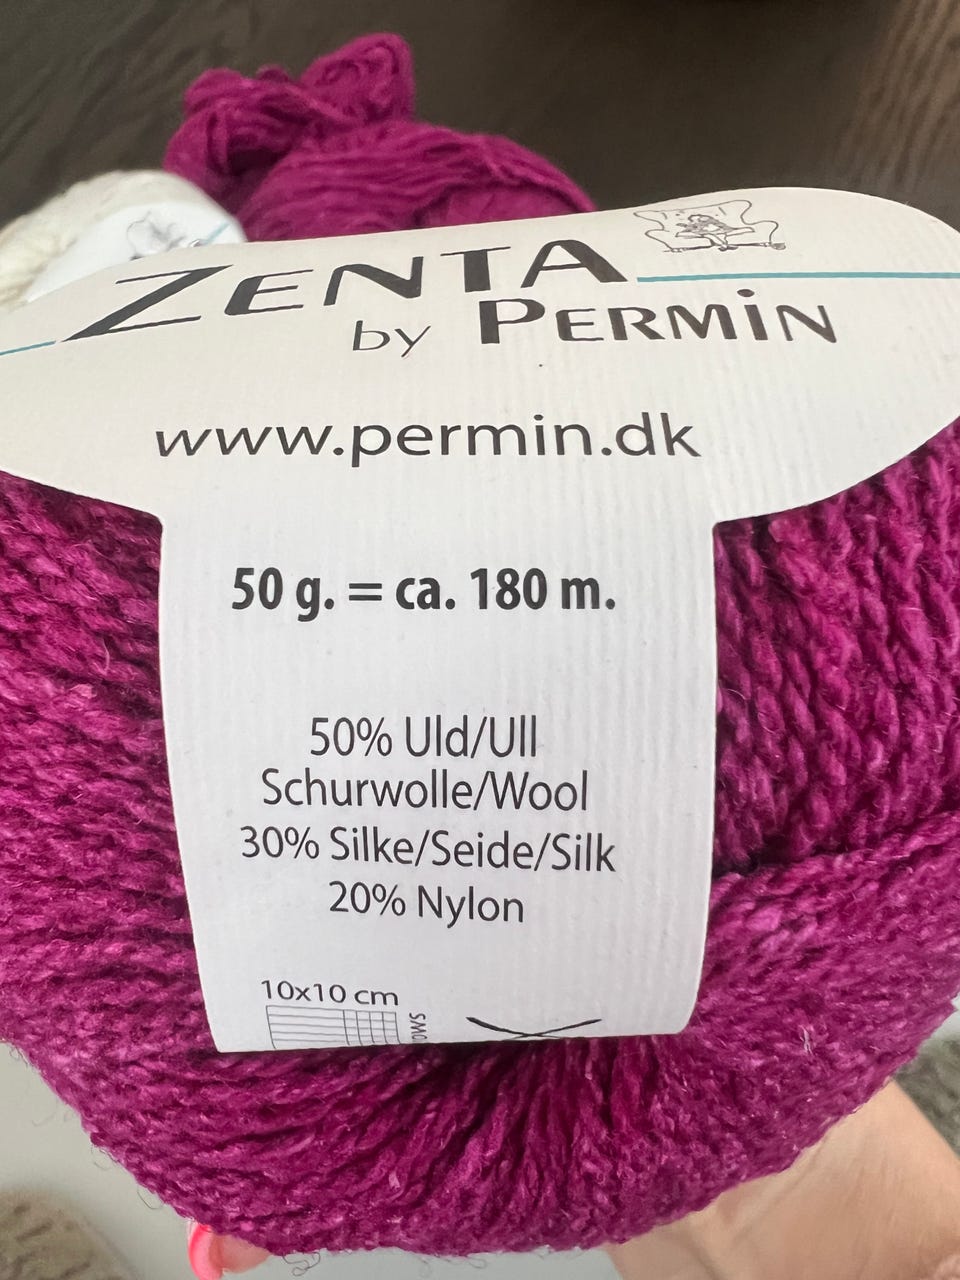 ZENTA
by PERMIN
www.permin.dk
50 g. = ca. 180 m.
50% Uld/Ull
Schurwolle/Wool
30% Silke/Seide/Silk
20% Nylon
10x10 cm